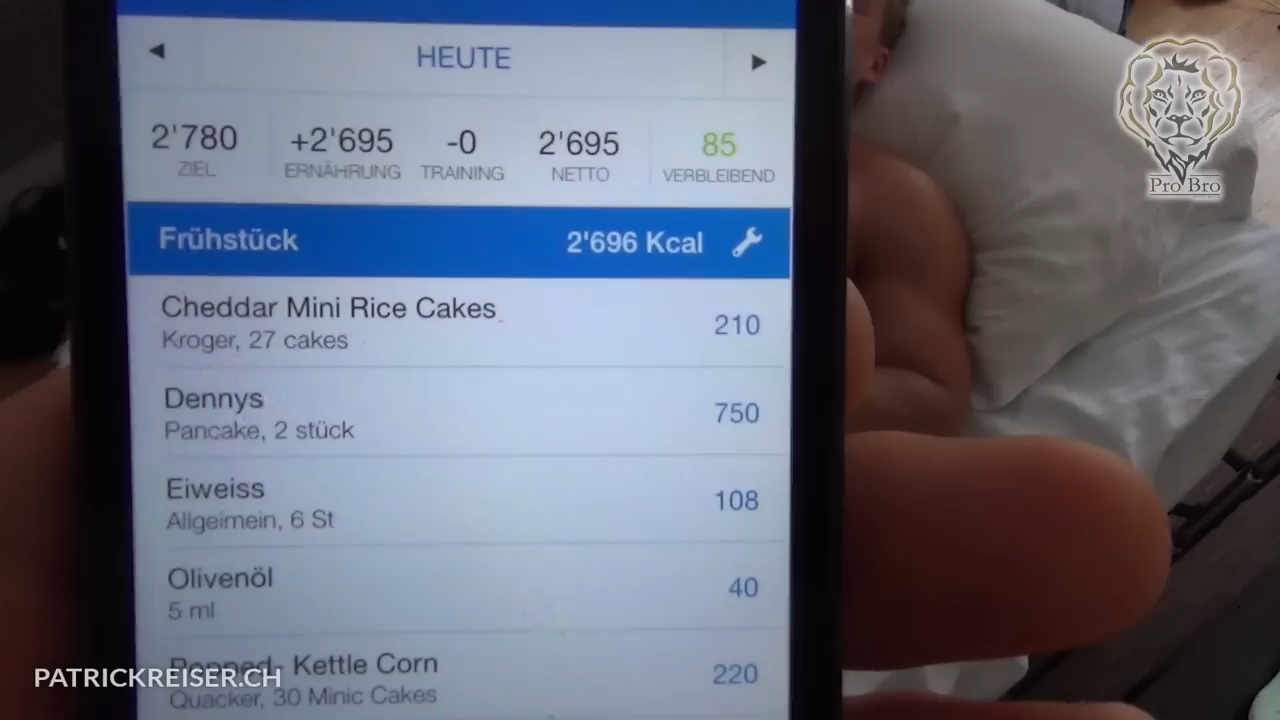 HEUTE
2'780 +2'695 -0 2'695 85
ZIEL ERNÄHRUNG TRAINING NETTO VERBLEIBEND
Frühstück 2'696 Kcal
Cheddar Mini Rice Cakes 210
Kroger, 27 cakes
Dennys 750
Pancake, 2 stück
Eiweiss 108
Allgeimein, 6 St
Olivenöl 40
5 ml
Popped- Kettle Corn 220
Quacker, 30 Minic Cakes
PATRICKREISER.CH
Pro Bro